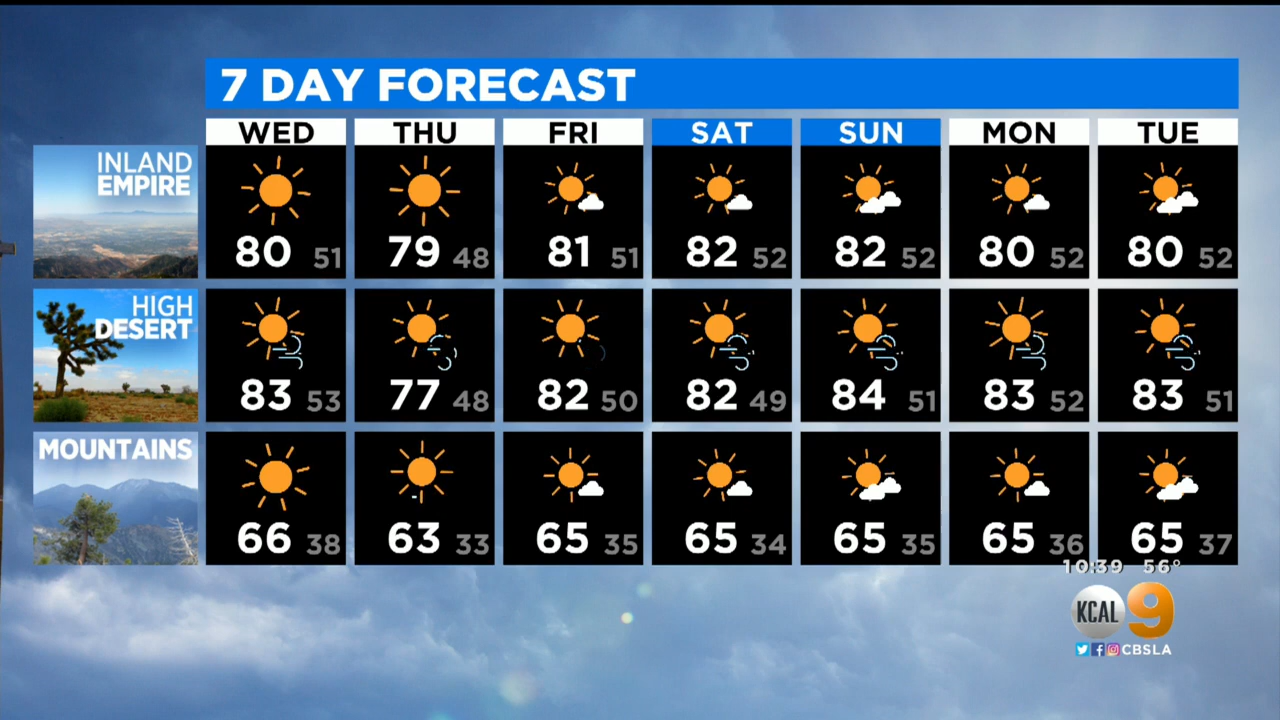 7 DAY FORECAST
WED THU FRI SAT SUN MON TUE
INLAND
EMPIRE
80 51 79 48 81 51 82 52 82 52 80 52 80 52
HIGH
DESERT
83 53 77 48 82 50 82 49 84 51 83 52 83 51
MOUNTAINS
66 38 63 33 65 35 65 34 65 35 65 36 65 37
10:39 56°
KCAL 9
CBSLA